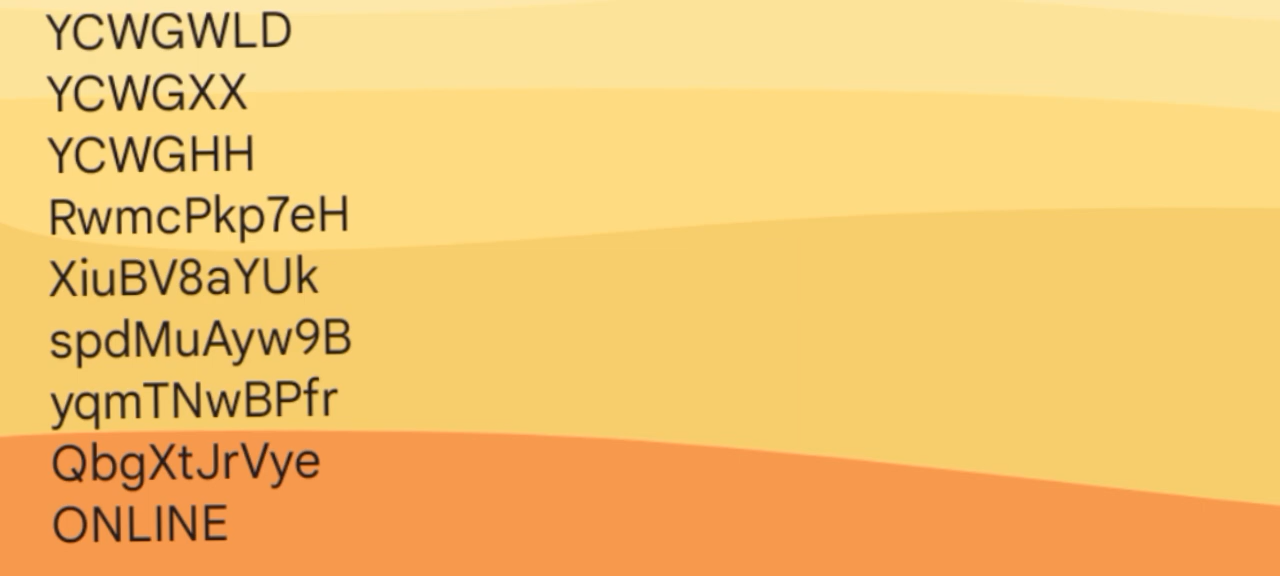 YCWGWLD
YCWGXX
YCWGHH
RwmcPkp7eH
XiuBV8aYUk
spdMuAyw9B
yqmTNwBPfr
QbgXtJrVye
ONLINE